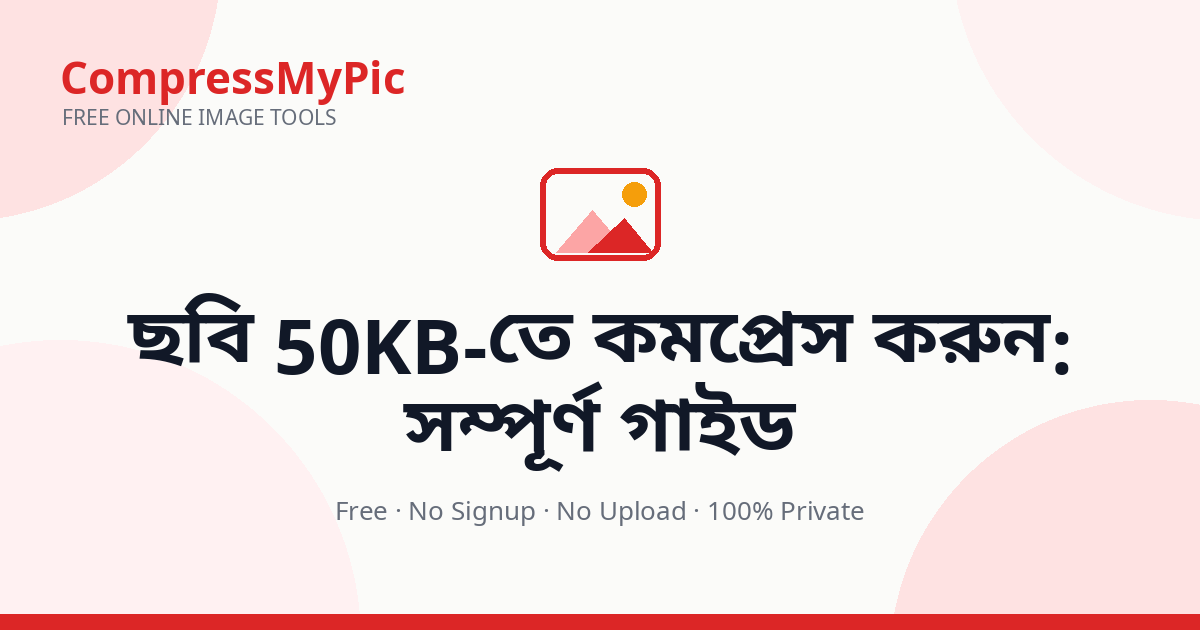 CompressMyPic
FREE ONLINE IMAGE TOOLS
ছবি 50KB-তে কমপ্রেস করুন:
সম্পূর্ণ গাইড
Free · No Signup · No Upload · 100% Private